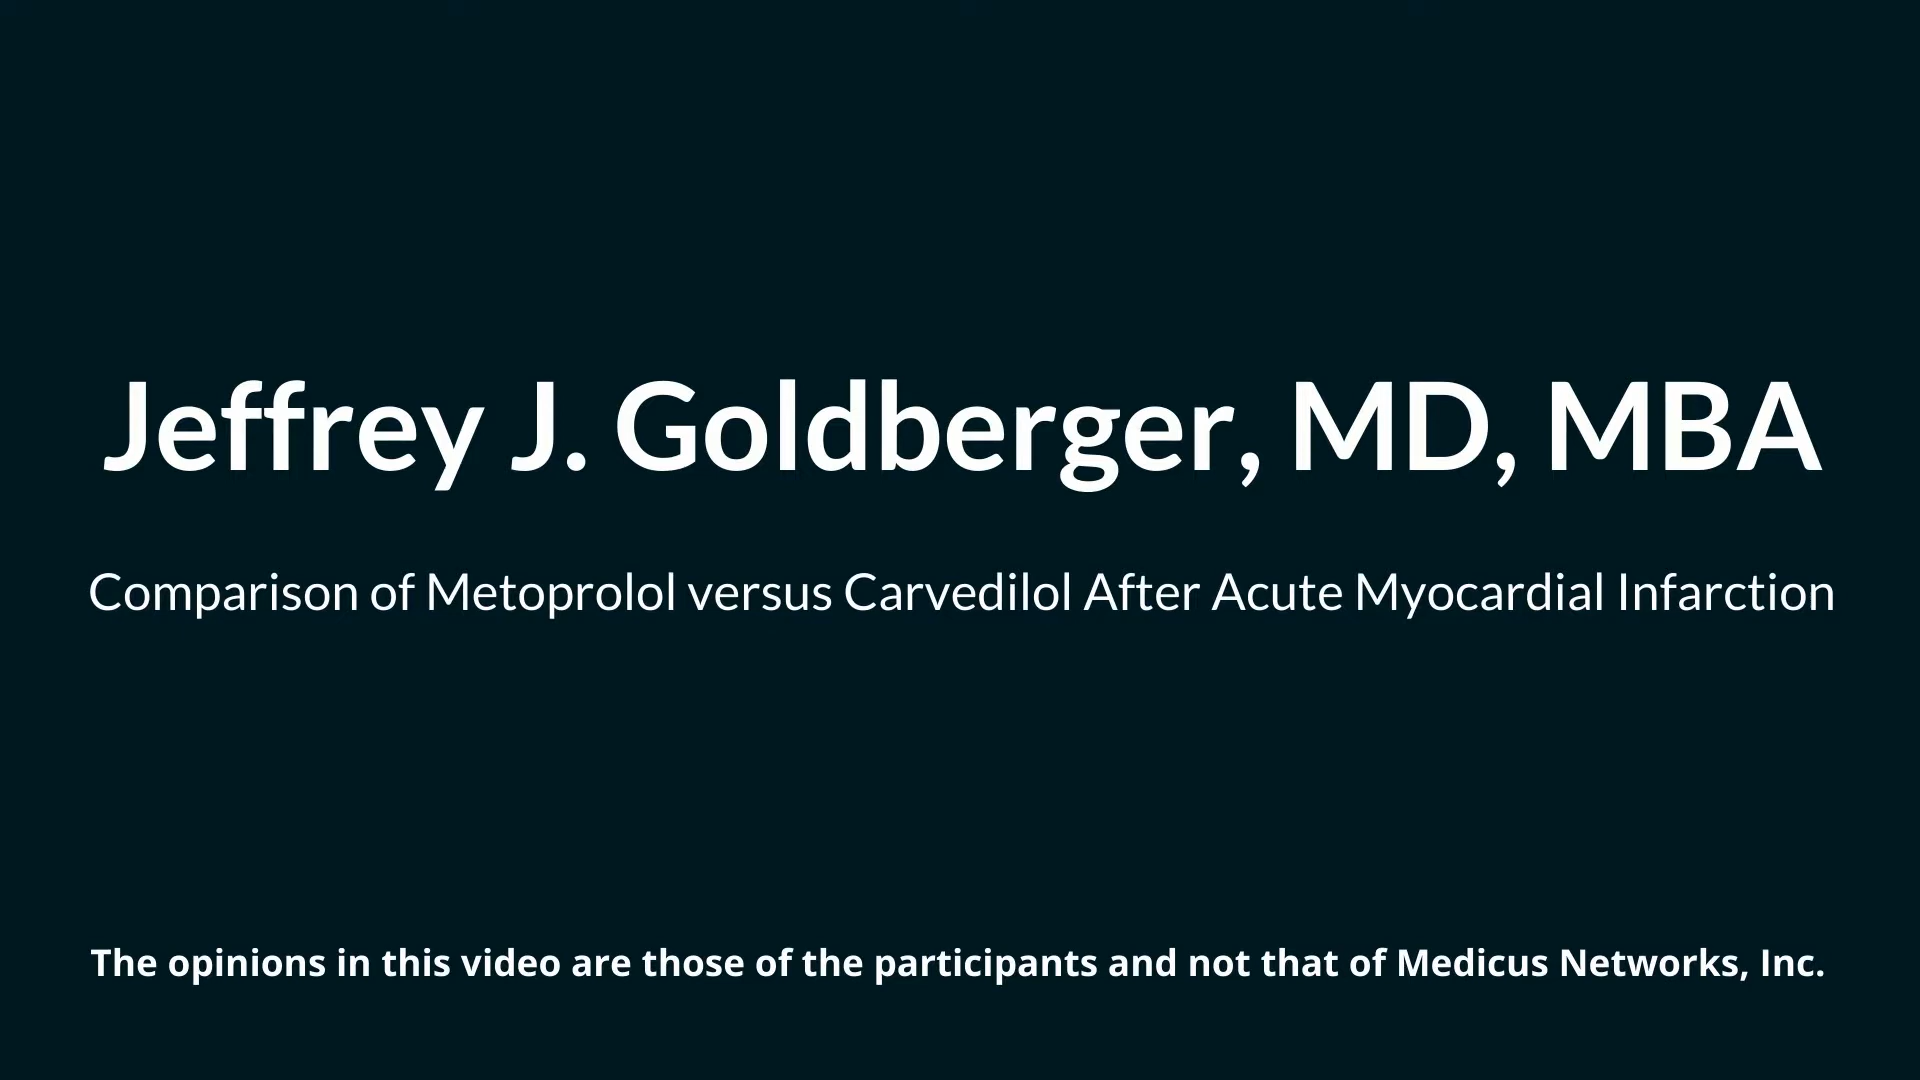 Jeffrey J. Goldberger, MD, MBA
Comparison of Metoprolol versus Carvedilol After Acute Myocardial Infarction
The opinions in this video are those of the participants and not that of Medicus Networks, Inc.